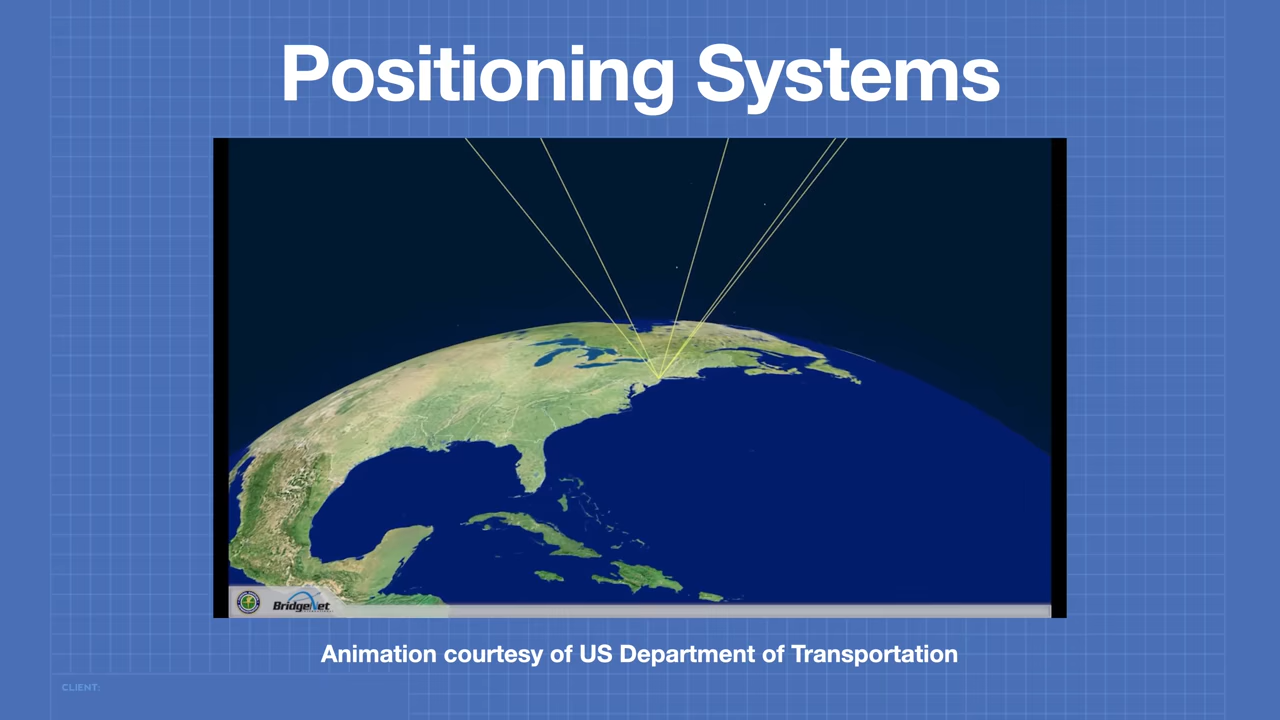 Positioning Systems
BridgeNet
Animation courtesy of US Department of Transportation
CLIENT: